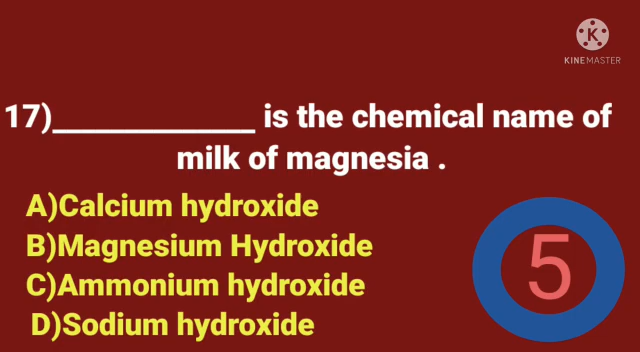 K
KINEMASTER
17)______________ is the chemical name of
milk of magnesia .
A)Calcium hydroxide
B)Magnesium Hydroxide
C)Ammonium hydroxide
D)Sodium hydroxide
5